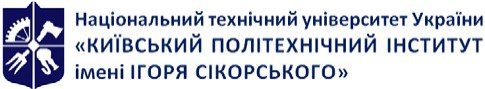 Національний технічний університет України
«КИЇВСЬКИЙ ПОЛІТЕХНІЧНИЙ ІНСТИТУТ
імені ІГОРЯ СІКОРСЬКОГО»